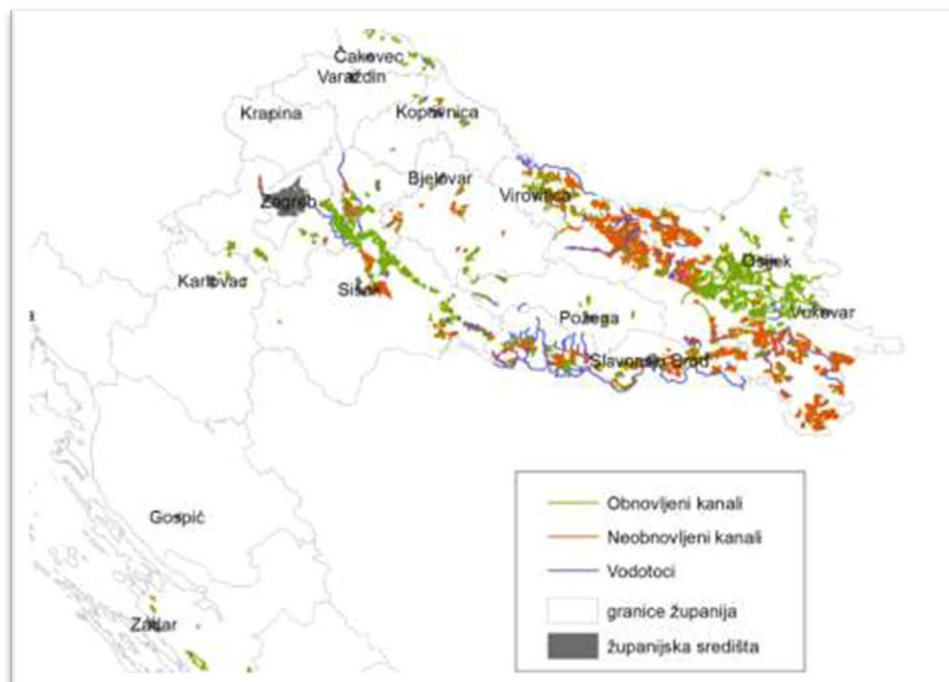 Čakovec
Varaždin
Krapina
Koprivnica
Bjelovar
Zagreb
Virovitica
Karlovac
Sisak
Osijek
Požega
Vukovar
Slavonski Brod
Gospić
Zadar
Obnovljeni kanali
Neobnovljeni kanali
Vodotoci
granice županija
županijska središta